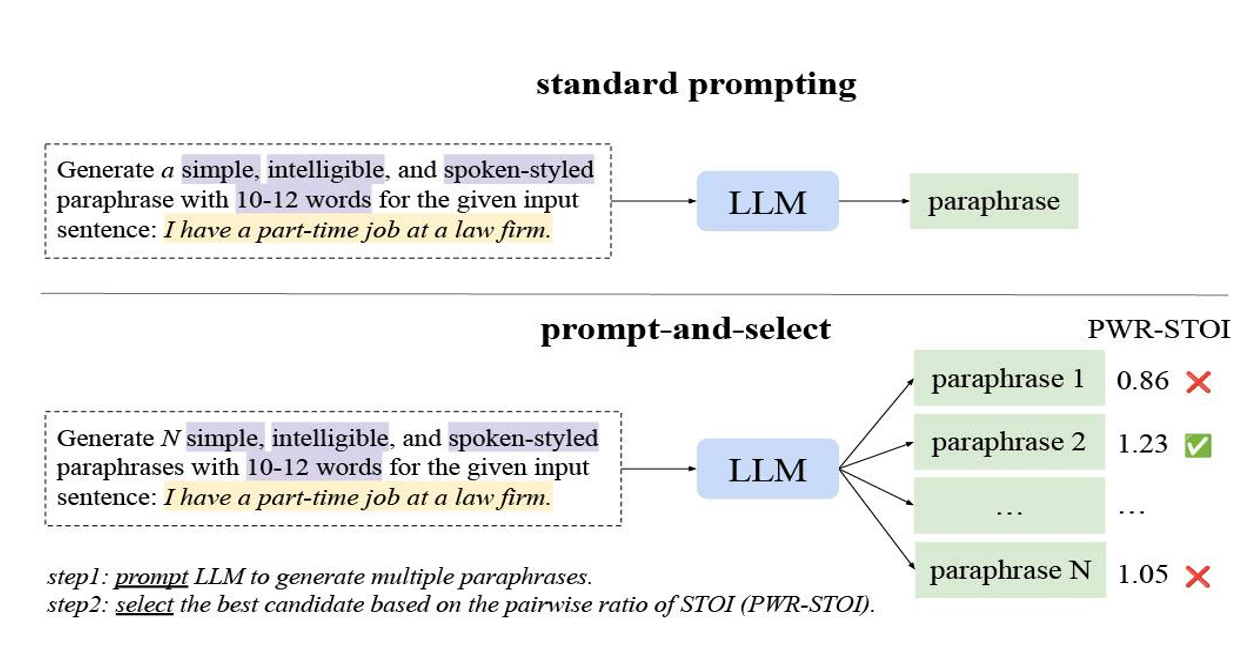 standard prompting
Generate a simple, intelligible, and spoken-styled
paraphrase with 10-12 words for the given input
sentence: I have a part-time job at a law firm.
LLM
paraphrase
prompt-and-select
PWR-STOI
Generate N simple, intelligible, and spoken-styled
paraphrases with 10-12 words for the given input
sentence: I have a part-time job at a law firm.
LLM
paraphrase 1 0.86 ❌
paraphrase 2 1.23 ✅
... ...
paraphrase N 1.05 ❌
step1: prompt LLM to generate multiple paraphrases.
step2: select the best candidate based on the pairwise ratio of STOI (PWR-STOI).